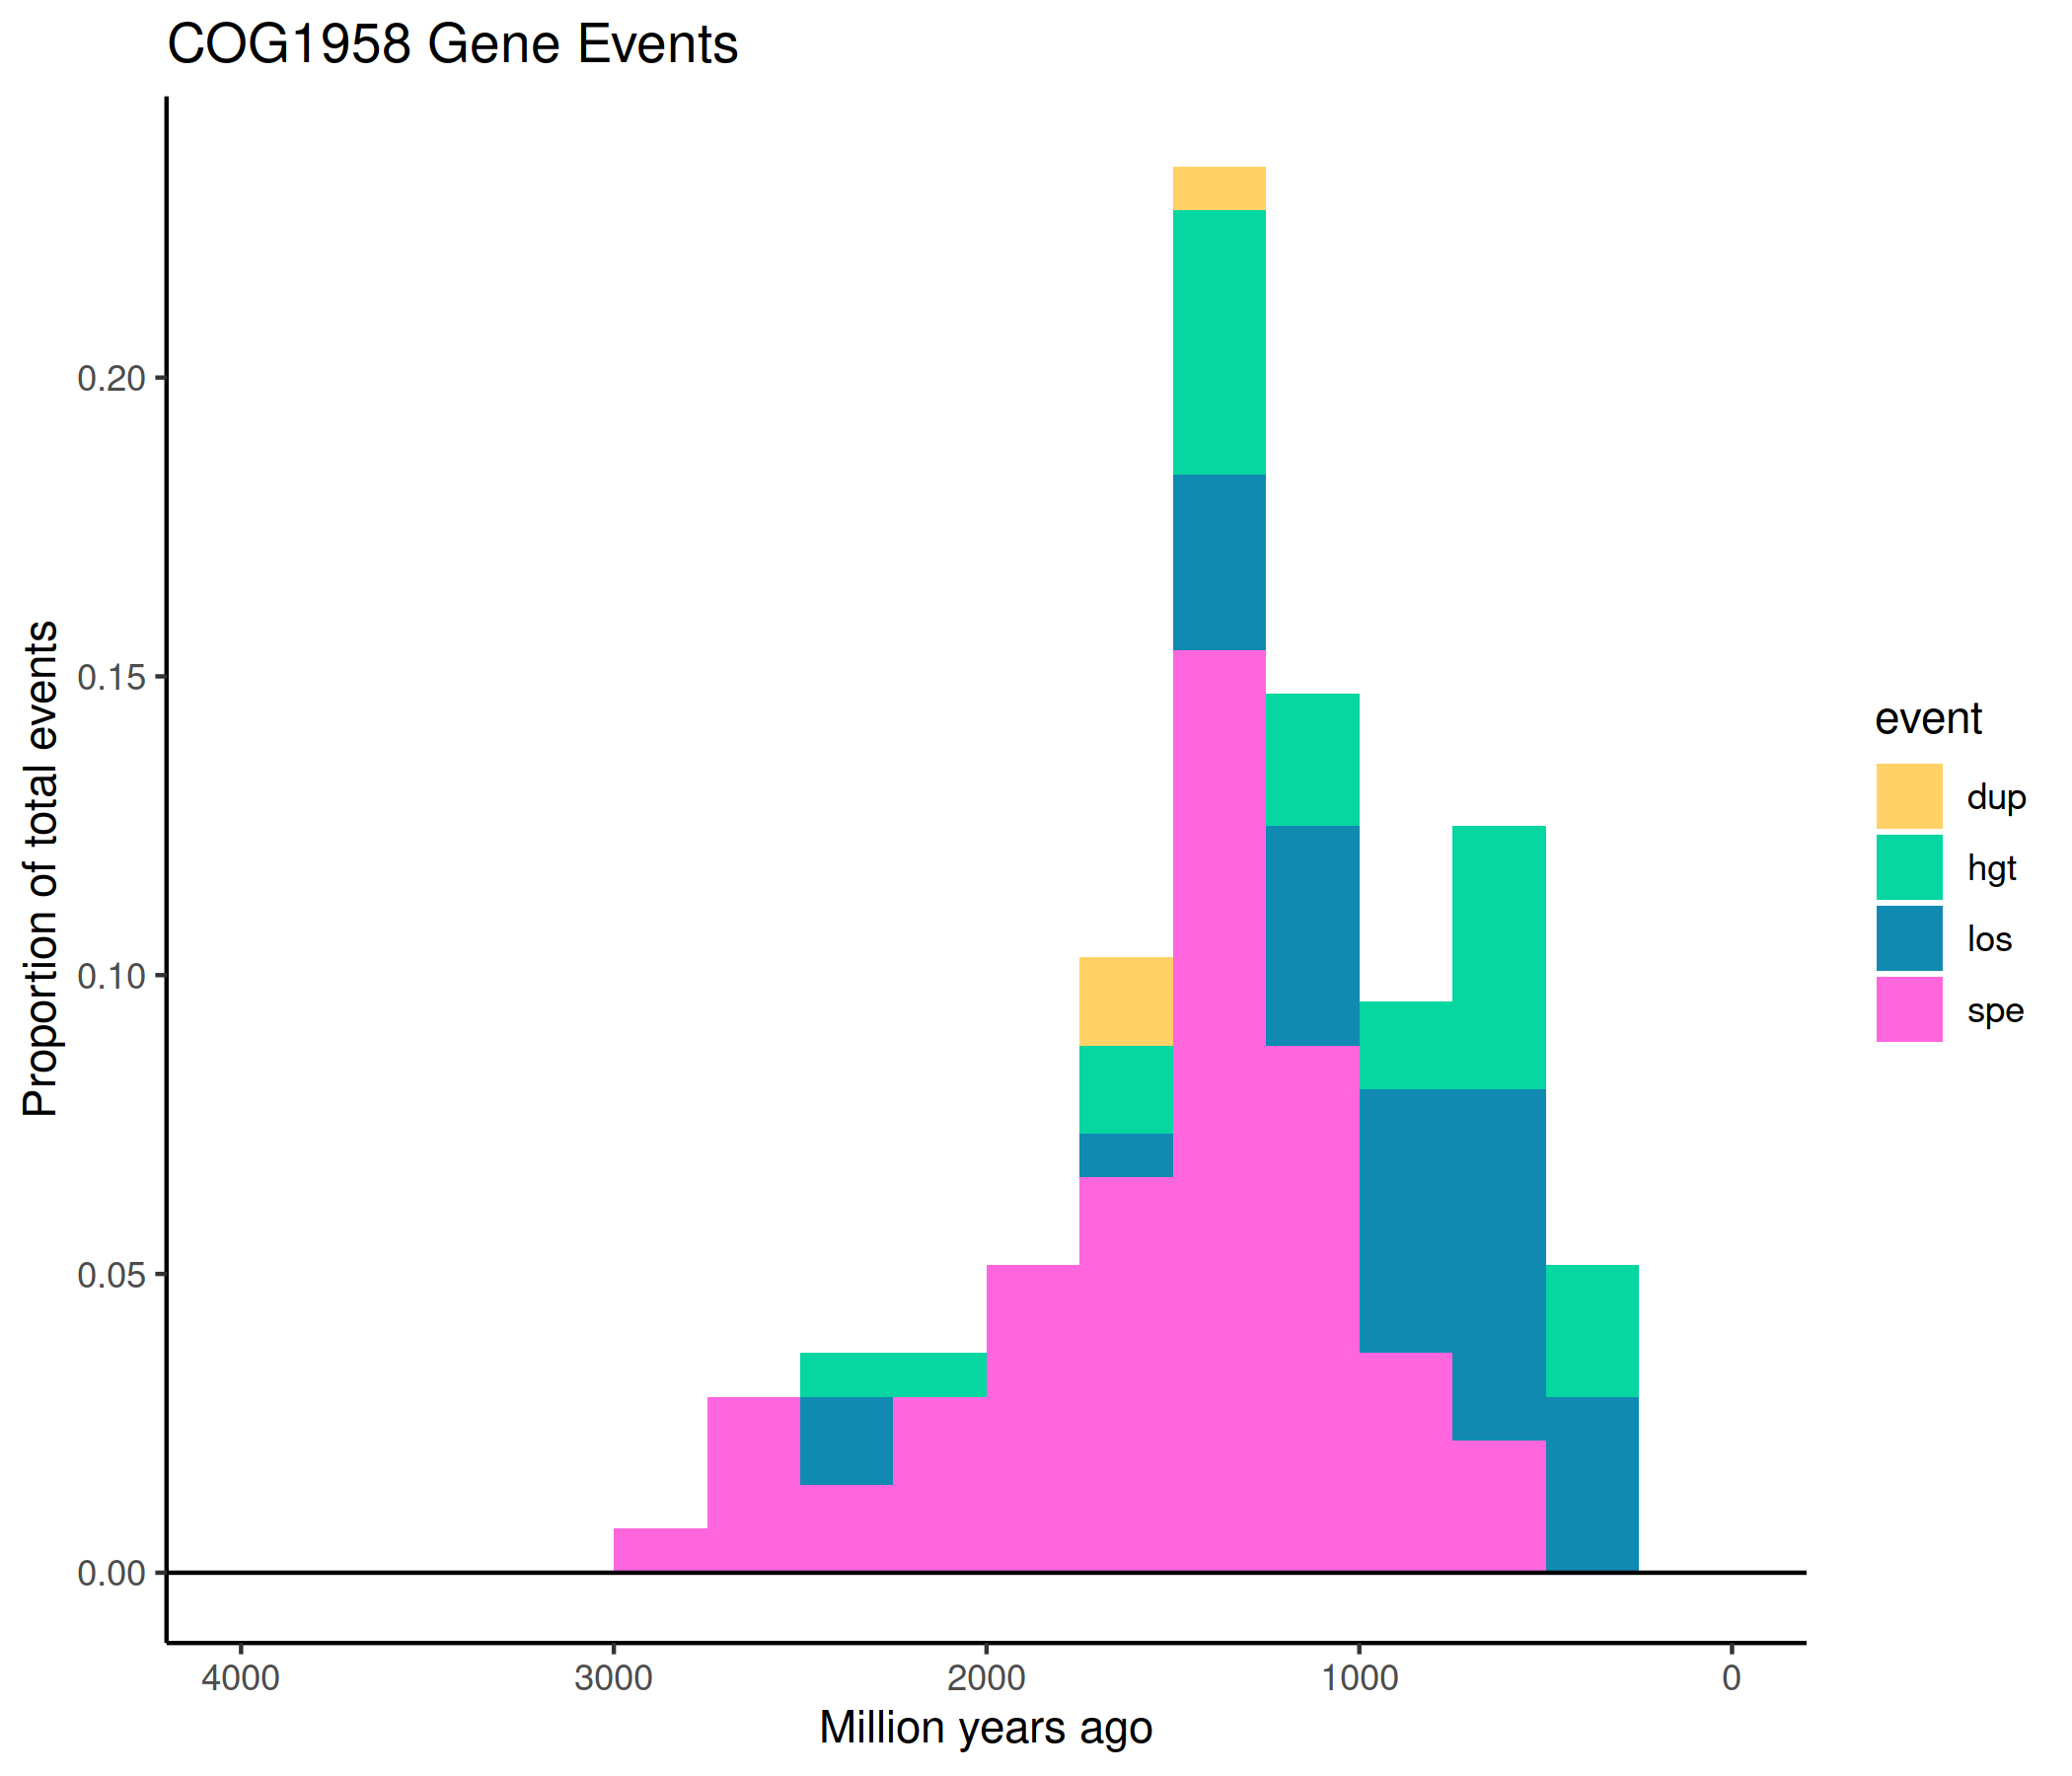 COG1958 Gene Events
Proportion of total events
0.20
0.15
0.10
0.05
0.00
4000 3000 2000 1000 0
Million years ago
event
dup
hgt
los
spe